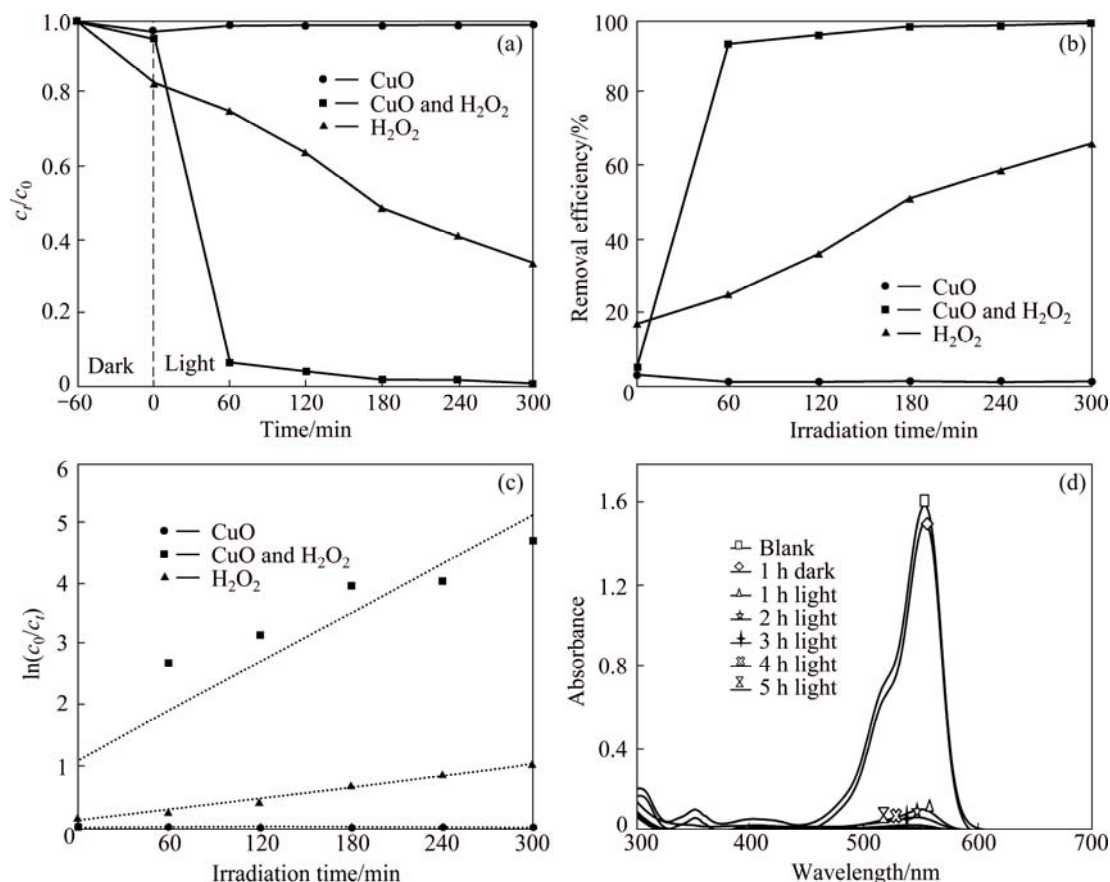 (a)
1.0
0.8
0.6
0.4
0.2
0
c_t/c_0
CuO
CuO and H₂O₂
H₂O₂
Dark
Light
−60 0 60 120 180 240 300
Time/min
(b)
100
80
60
40
20
0
Removal efficiency/%
CuO
CuO and H₂O₂
H₂O₂
60 120 180 240 300
Irradiation time/min
(c)
6
5
4
3
2
1
0
ln(c₀/c_t)
CuO
CuO and H₂O₂
H₂O₂
60 120 180 240 300
Irradiation time/min
(d)
1.6
1.2
0.8
0.4
0
Absorbance
Blank
1 h dark
1 h light
2 h light
3 h light
4 h light
5 h light
300 400 500 600 700
Wavelength/nm